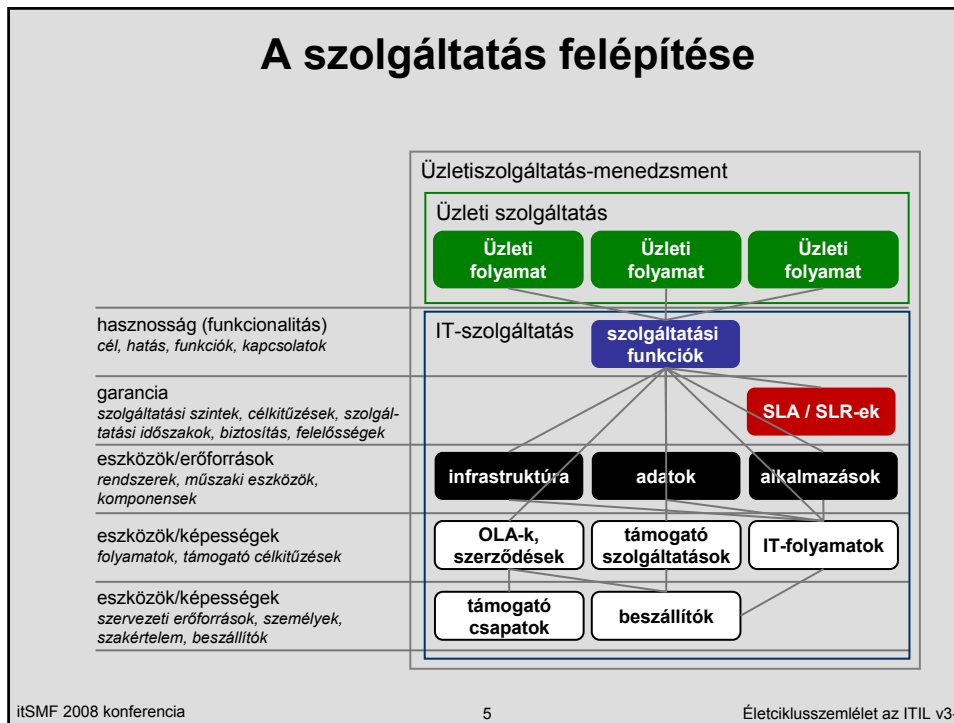 A szolgáltatás felépítése
Üzletiszolgáltatás-menedzsment
Üzleti szolgáltatás
Üzleti
folyamat
Üzleti
folyamat
Üzleti
folyamat
hasznosság (funkcionalitás)
cél, hatás, funkciók, kapcsolatok
IT-szolgáltatás
szolgáltatási
funkciók
garancia
szolgáltatási szintek, célkitűzések, szolgál-
tatási időszakok, biztosítás, felelősségek
SLA / SLR-ek
eszközök/erőforrások
rendszerek, műszaki eszközök,
komponensek
infrastruktúra
adatok
alkalmazások
eszközök/képességek
folyamatok, támogató célkitűzések
OLA-k,
szerződések
támogató
szolgáltatások
IT-folyamatok
eszközök/képességek
szervezeti erőforrások, személyek,
szakértelem, beszállítók
támogató
csapatok
beszállítók
itSMF 2008 konferencia
5
Életciklusszemlélet az ITIL v3-